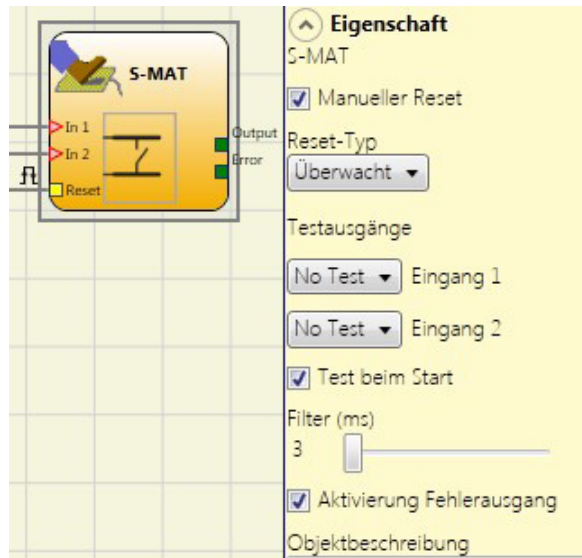 S-MAT
In 1
In 2
Reset
Output
Error
Eigenschaft
S-MAT
Manueller Reset
Reset-Typ
Überwacht
Testausgänge
No Test Eingang 1
No Test Eingang 2
Test beim Start
Filter (ms)
3
Aktivierung Fehlerausgang
Objektbeschreibung